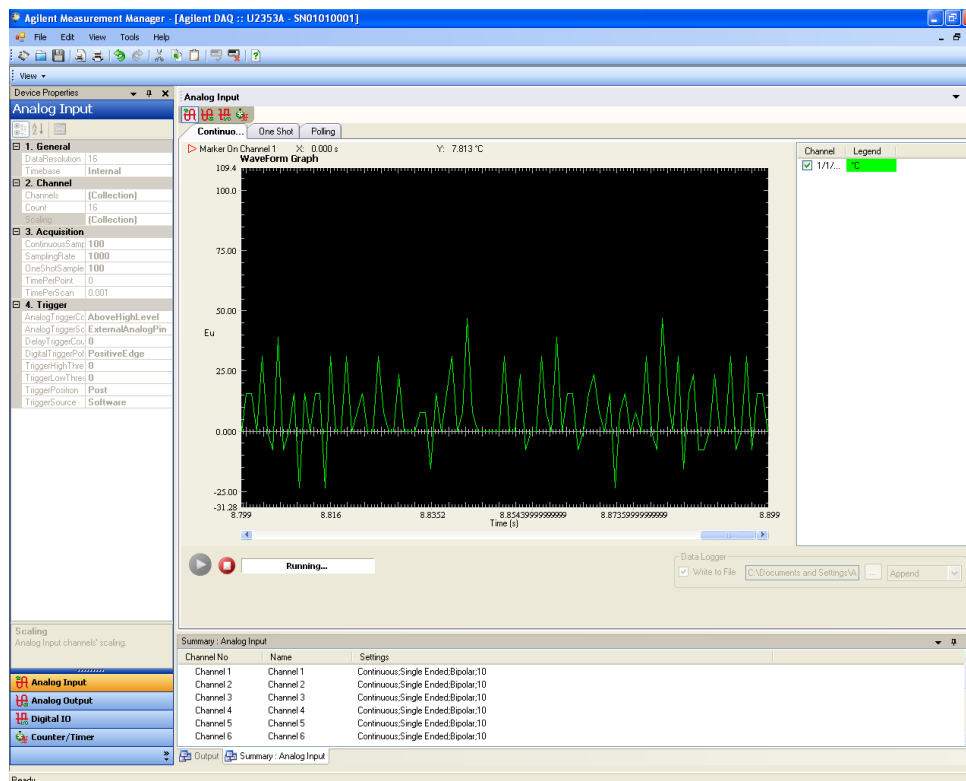 Agilent Measurement Manager - [Agilent DAQ :: U2353A - SN01010001]
File Edit View Tools Help
View
Device Properties
Analog Input
1. General
DataResolution 16
Timebase Internal
2. Channel
Channels (Collection)
Count 16
Scaling (Collection)
3. Acquisition
ContinuousSamp 100
SamplingRate 1000
OneShotSample 100
TimePerPoint 0
TimePerScan 0.001
4. Trigger
AnalogTriggerCo AboveHighLevel
AnalogTriggerSo ExternalAnalogPin
DelayTriggerCou 0
DigitalTriggerPol PositiveEdge
TriggerHighThre 0
TriggerLowThres 0
TriggerPosition Post
TriggerSource Software
Scaling
Analog Input channels' scaling.
Analog Input
Analog Output
Digital IO
Counter/Timer
Analog Input
Continuo... One Shot Polling
Marker On Channel 1 X: 0.000 s Y: 7.813 °C
WaveForm Graph
109.4
100.0
75.00
50.00
Eu
25.00
0.000
-25.00
-31.28
8.799 8.816 8.8352 8.85439999999999 8.87359999999999 8.899
Time (s)
Channel Legend
1/1/... °C
Running...
Data Logger
Write to File C:\Documents and Settings\A ... Append
Summary : Analog Input
Channel No Name Settings
Channel 1 Channel 1 Continuous;Single Ended;Bipolar;10
Channel 2 Channel 2 Continuous;Single Ended;Bipolar;10
Channel 3 Channel 3 Continuous;Single Ended;Bipolar;10
Channel 4 Channel 4 Continuous;Single Ended;Bipolar;10
Channel 5 Channel 5 Continuous;Single Ended;Bipolar;10
Channel 6 Channel 6 Continuous;Single Ended;Bipolar;10
Output Summary : Analog Input
Ready